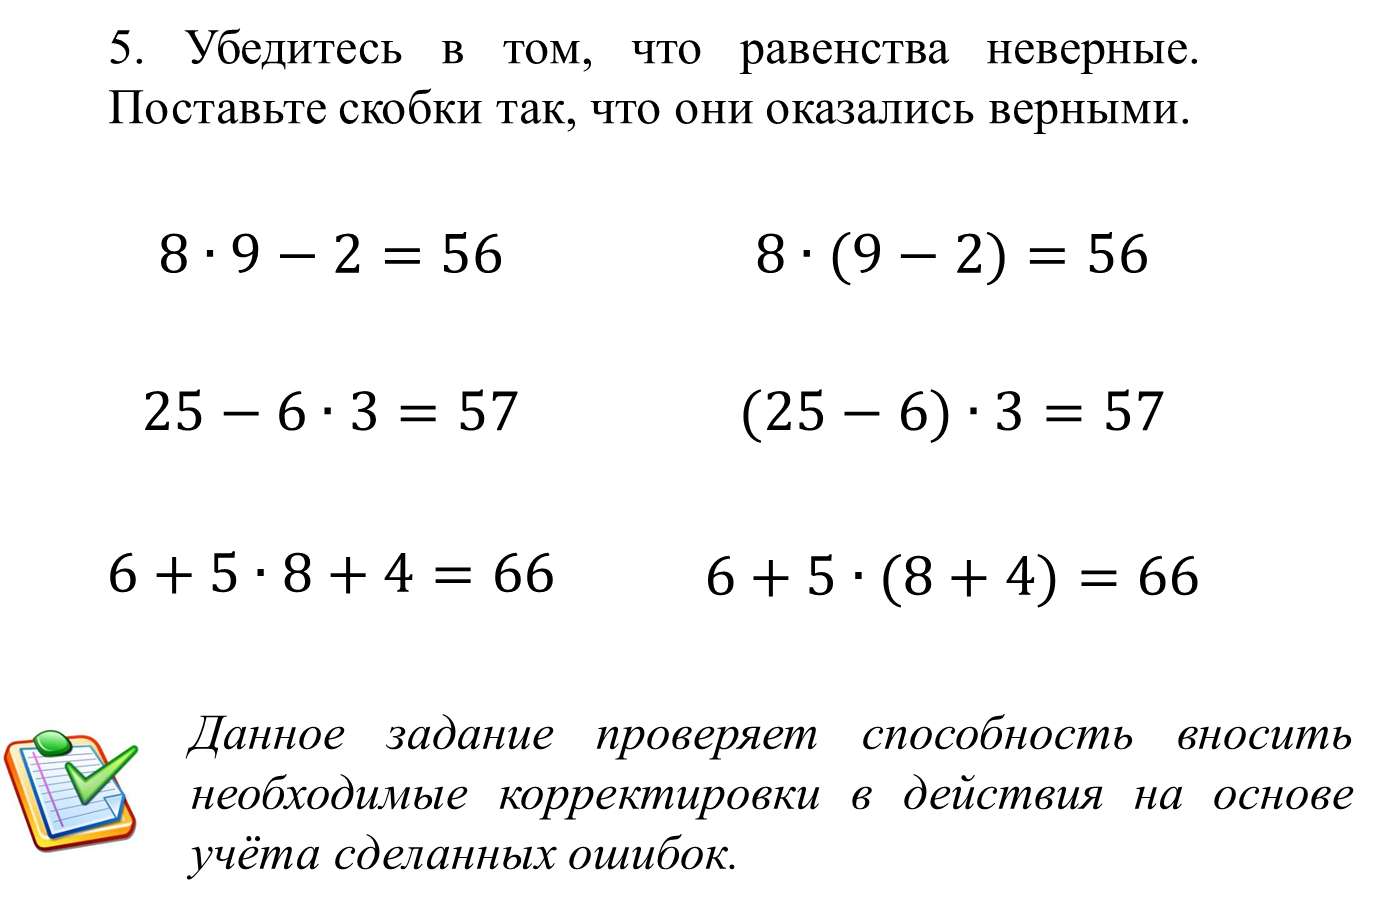 5. Убедитесь в том, что равенства неверные.
Поставьте скобки так, что они оказались верными.
8 · 9 − 2 = 56
8 · (9 − 2) = 56
25 − 6 · 3 = 57
(25 − 6) · 3 = 57
6 + 5 · 8 + 4 = 66
6 + 5 · (8 + 4) = 66
Данное задание проверяет способность вносить
необходимые корректировки в действия на основе
учёта сделанных ошибок.